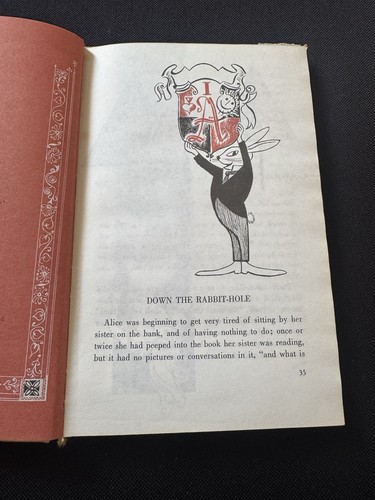 I
A
DOWN THE RABBIT-HOLE
Alice was beginning to get very tired of sitting by her
sister on the bank, and of having nothing to do; once or
twice she had peeped into the book her sister was reading,
but it had no pictures or conversations in it, “and what is
35